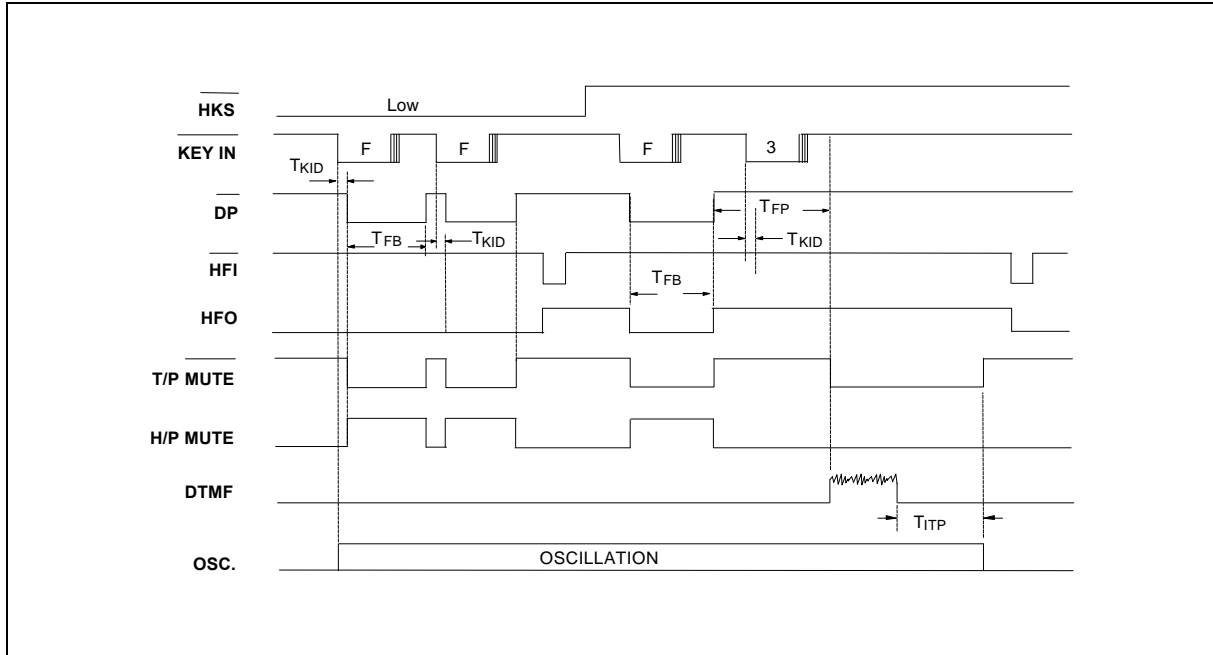 HKS
Low
KEY IN
F
F
F
3
TKID
DP
TFP
TFB
TKID
TKID
HFI
TFB
HFO
T/P MUTE
H/P MUTE
DTMF
TITP
OSC.
OSCILLATION